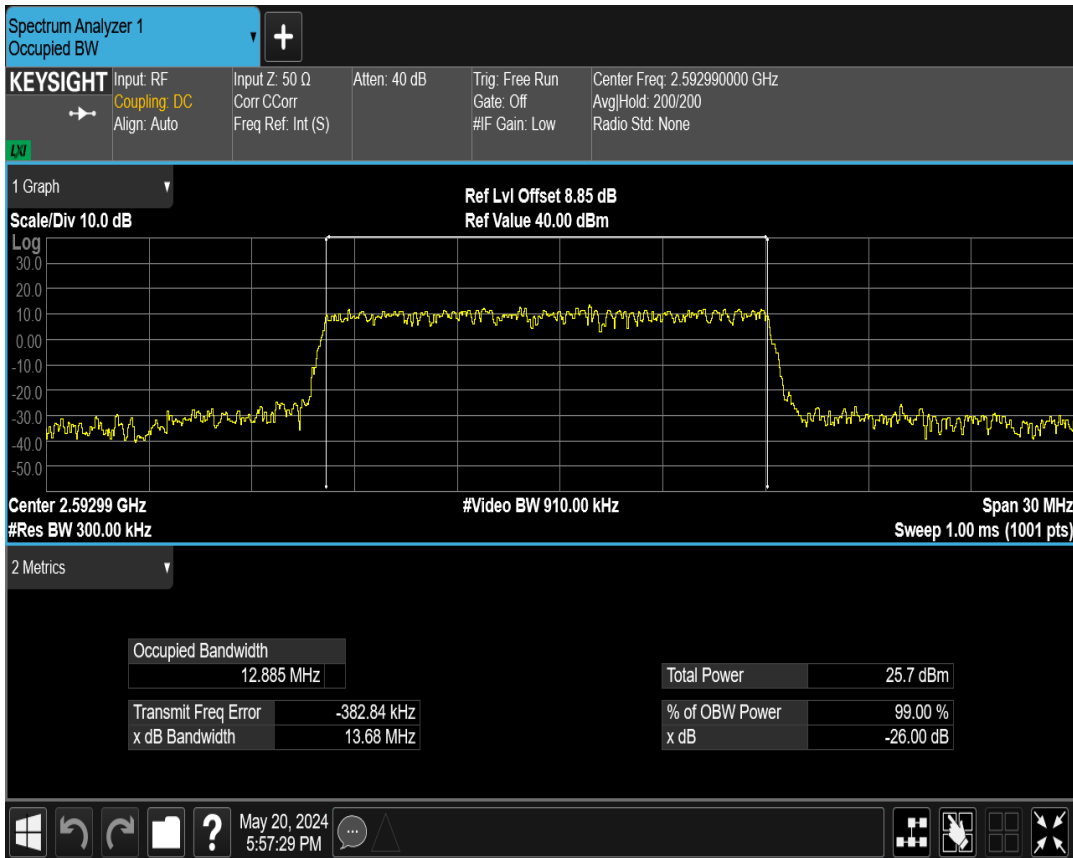 Spectrum Analyzer 1
Occupied BW
+
KEYSIGHT Input: RF Input Z: 50 Ω Atten: 40 dB Trig: Free Run Center Freq: 2.592990000 GHz
Coupling: DC Corr CCorr Gate: Off Avg|Hold: 200/200
Align: Auto Freq Ref: Int (S) #IF Gain: Low Radio Std: None
LXI
1 Graph
Ref Lvl Offset 8.85 dB
Scale/Div 10.0 dB Ref Value 40.00 dBm
Log
30.0
20.0
10.0
0.00
-10.0
-20.0
-30.0
-40.0
-50.0
Center 2.59299 GHz #Video BW 910.00 kHz Span 30 MHz
#Res BW 300.00 kHz Sweep 1.00 ms (1001 pts)
2 Metrics
Occupied Bandwidth
12.885 MHz
Total Power 25.7 dBm
Transmit Freq Error -382.84 kHz % of OBW Power 99.00 %
x dB Bandwidth 13.68 MHz x dB -26.00 dB
? May 20, 2024
5:57:29 PM